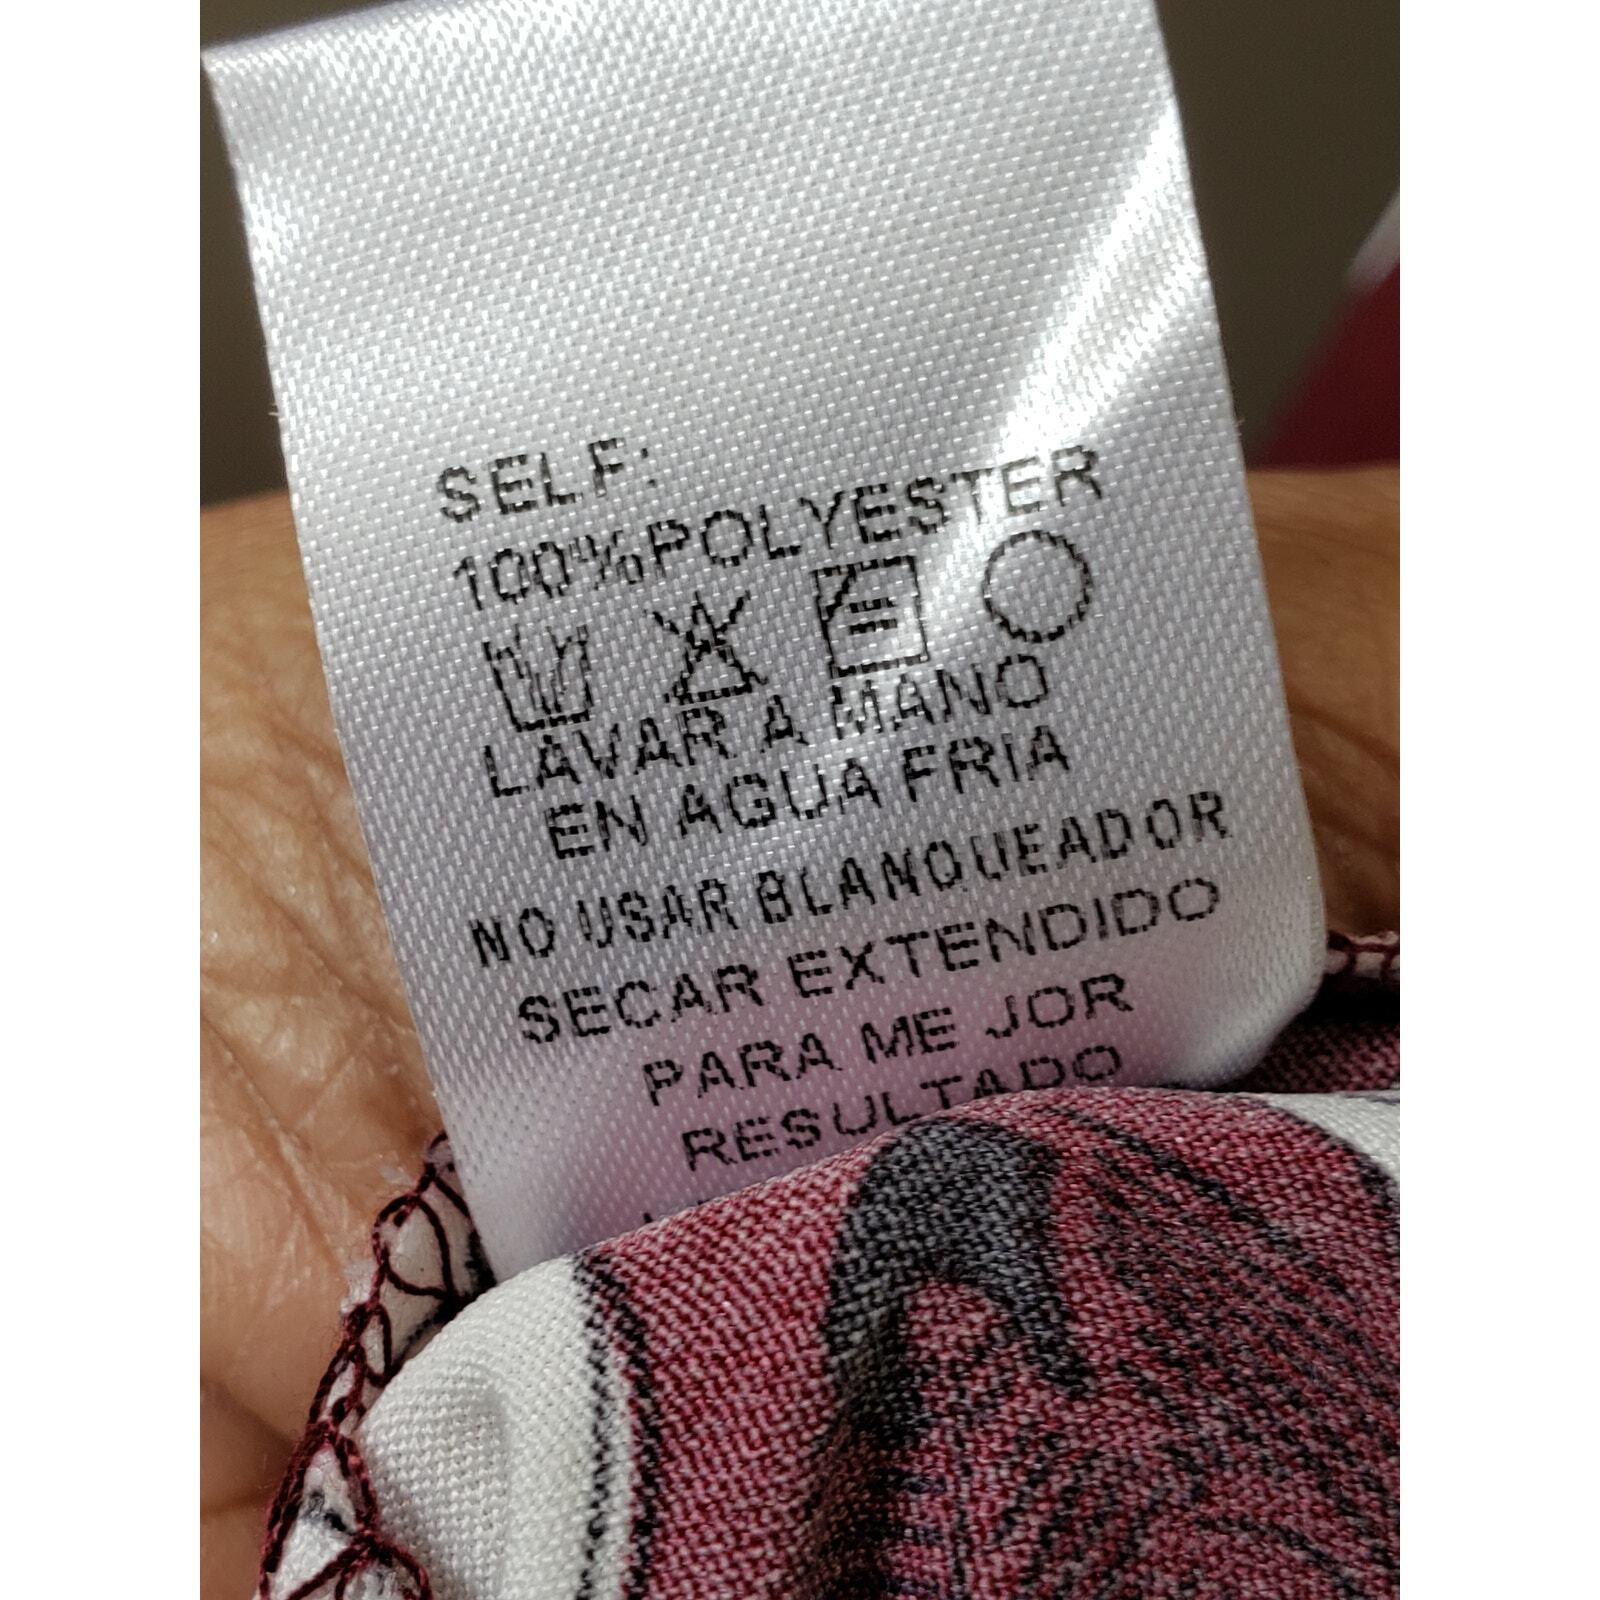 SELF:
100%POLYESTER
LAVAR A MANO
EN AGUA FRIA
NO USAR BLANQUEADOR
SECAR EXTENDIDO
PARA ME JOR
RESULTADO